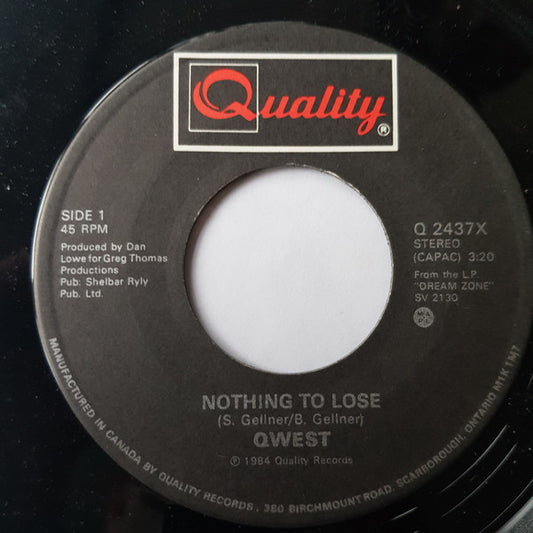 Quality ®
SIDE 1
45 RPM
Produced by Dan
Lowe for Greg Thomas
Productions
Pub: Shelbar Ryly
Pub. Ltd.
Q 2437X
STEREO
(CAPAC) 3:20
From the L.P.
"DREAM ZONE"
SV 2130
NOTHING TO LOSE
(S. Gellner/B. Gellner)
QWEST
℗ 1984 Quality Records
MANUFACTURED IN CANADA BY QUALITY RECORDS, 380 BIRCHMOUNT ROAD, SCARBOROUGH, ONTARIO M1K 1M7